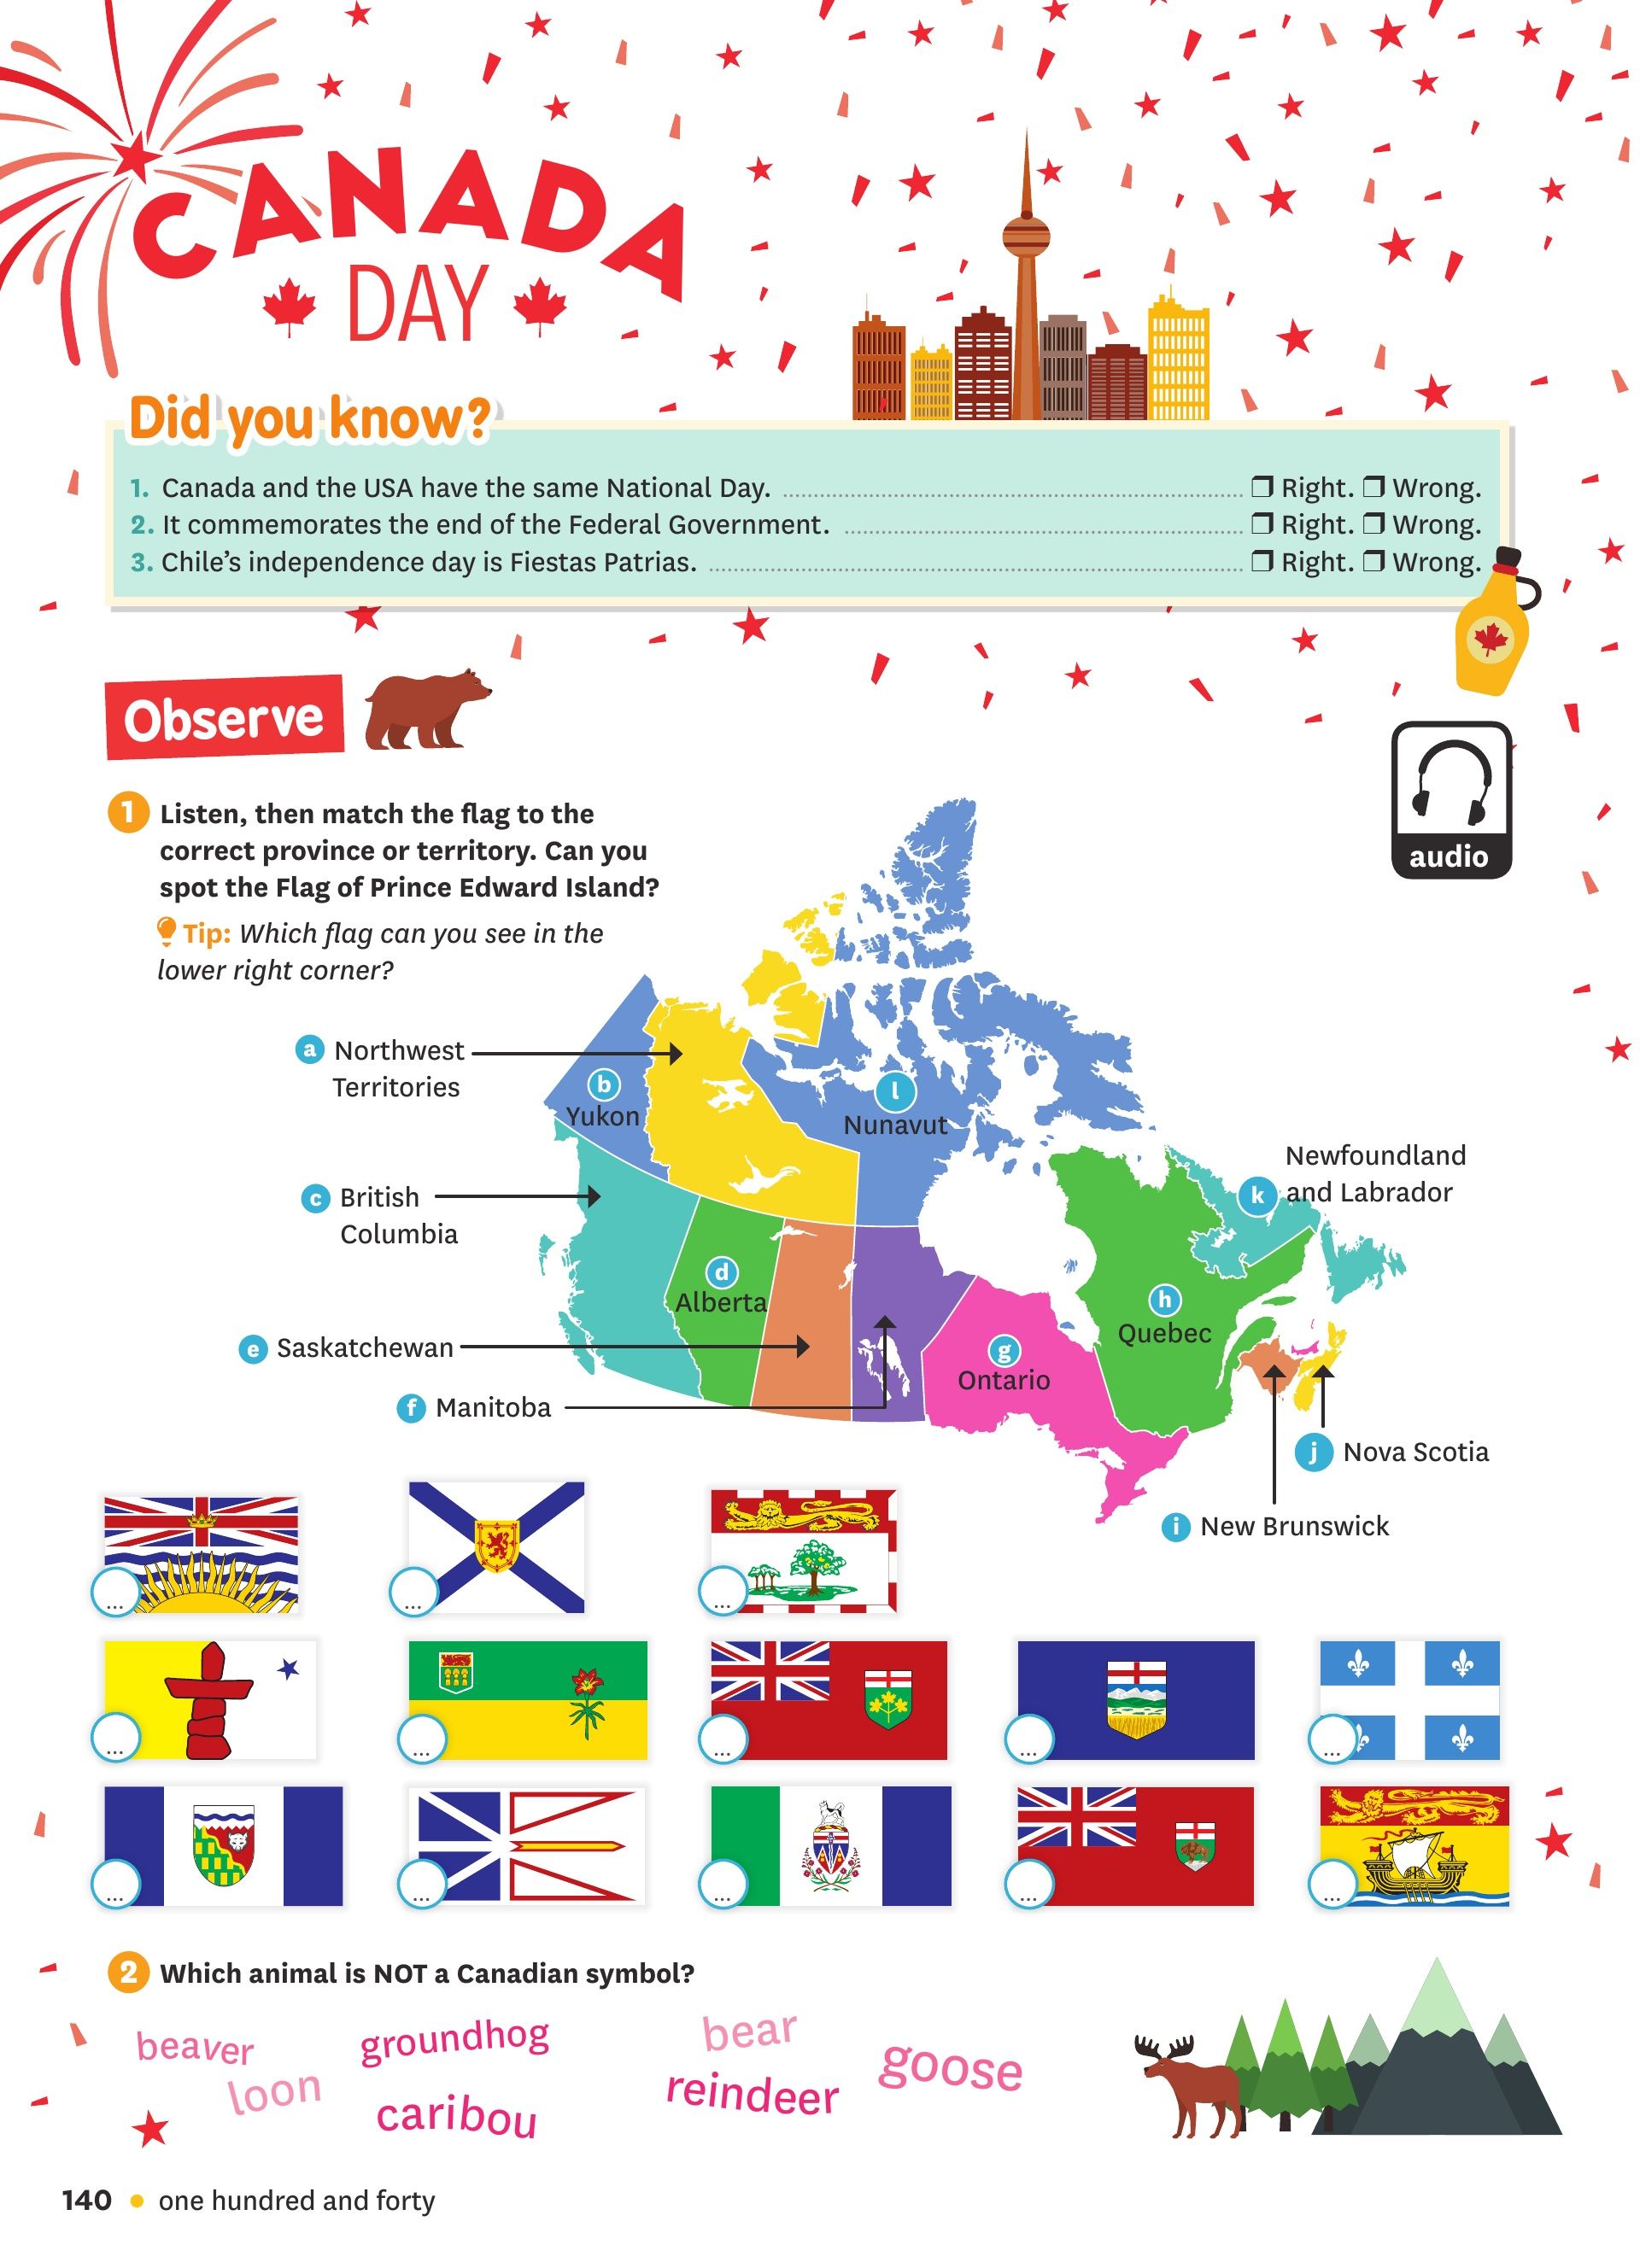 CANADA
DAY
Did you know?
1. Canada and the USA have the same National Day. ❐ Right. ❐ Wrong.
2. It commemorates the end of the Federal Government. ❐ Right. ❐ Wrong.
3. Chile's independence day is Fiestas Patrias. ❐ Right. ❐ Wrong.
Observe
audio
1 Listen, then match the flag to the
correct province or territory. Can you
spot the Flag of Prince Edward Island?
Tip: Which flag can you see in the
lower right corner?
a Northwest
Territories
b
Yukon
l
Nunavut
c British
Columbia
k Newfoundland
and Labrador
d
Alberta
h
Quebec
e Saskatchewan
g
Ontario
f Manitoba
j Nova Scotia
i New Brunswick
... ... ...
... ... ... ... ...
... ... ... ... ...
2 Which animal is NOT a Canadian symbol?
beaver
groundhog
bear
goose
loon
caribou
reindeer
140 • one hundred and forty